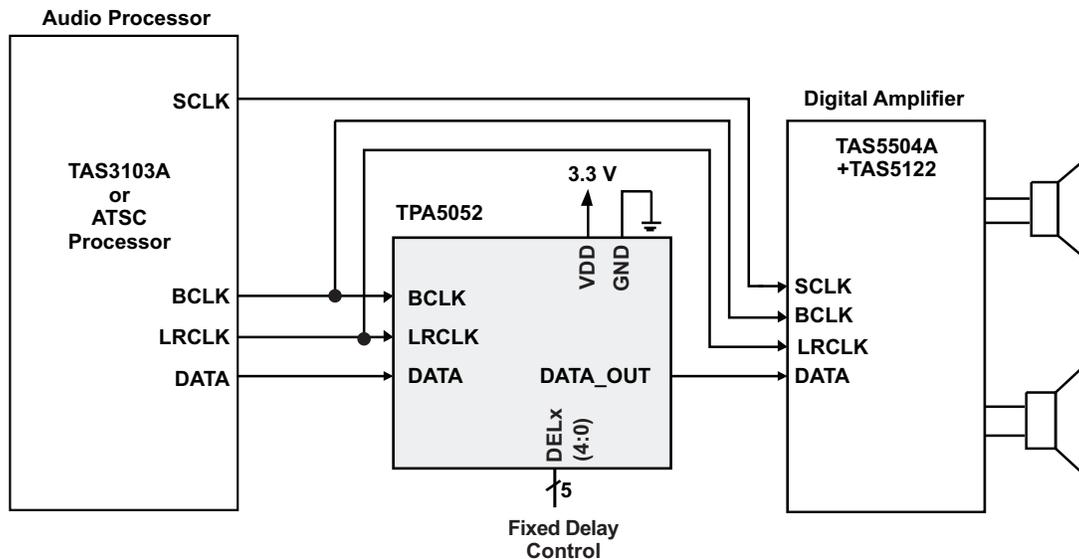 Audio Processor
SCLK
TAS3103A
or
ATSC
Processor
BCLK
LRCLK
DATA
TPA5052
3.3 V
VDD
GND
BCLK
LRCLK
DATA
DATA_OUT
DELx
(4:0)
5
Fixed Delay
Control
Digital Amplifier
TAS5504A
+TAS5122
SCLK
BCLK
LRCLK
DATA